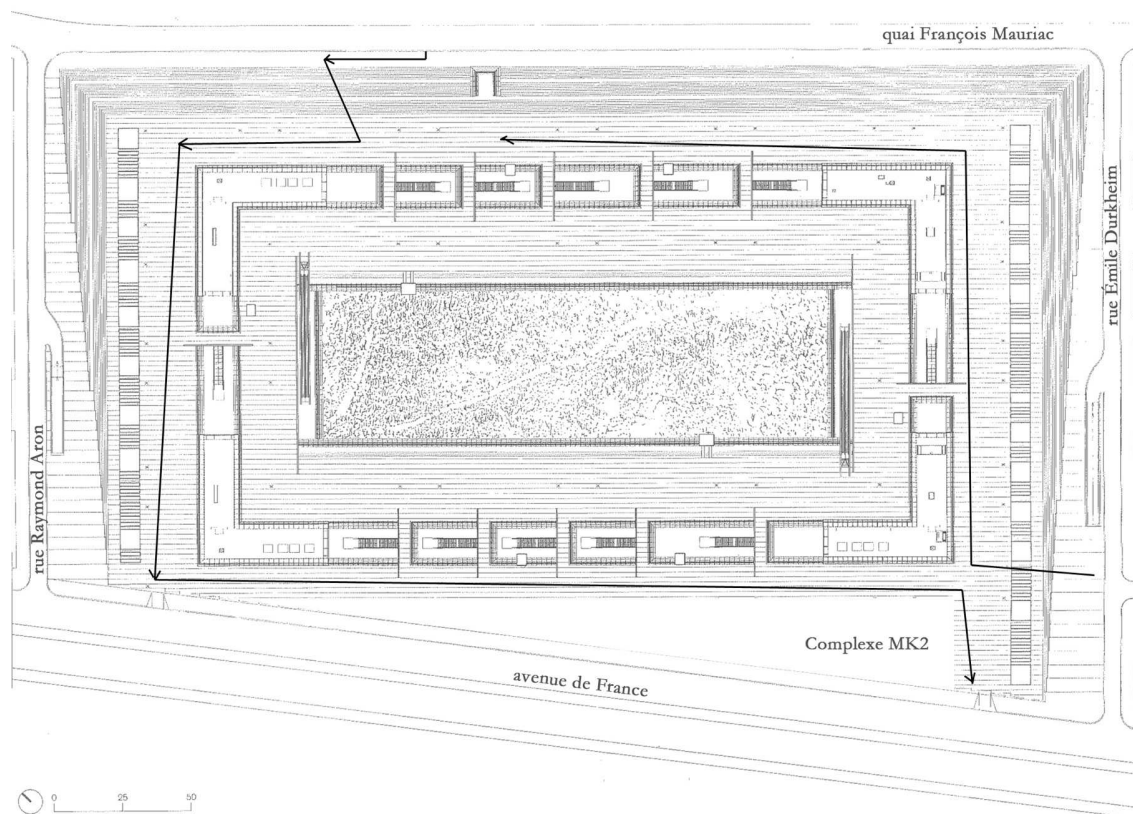 quai François Mauriac
rue Émile Durkheim
rue Raymond Aron
Complexe MK2
avenue de France
0 25 50